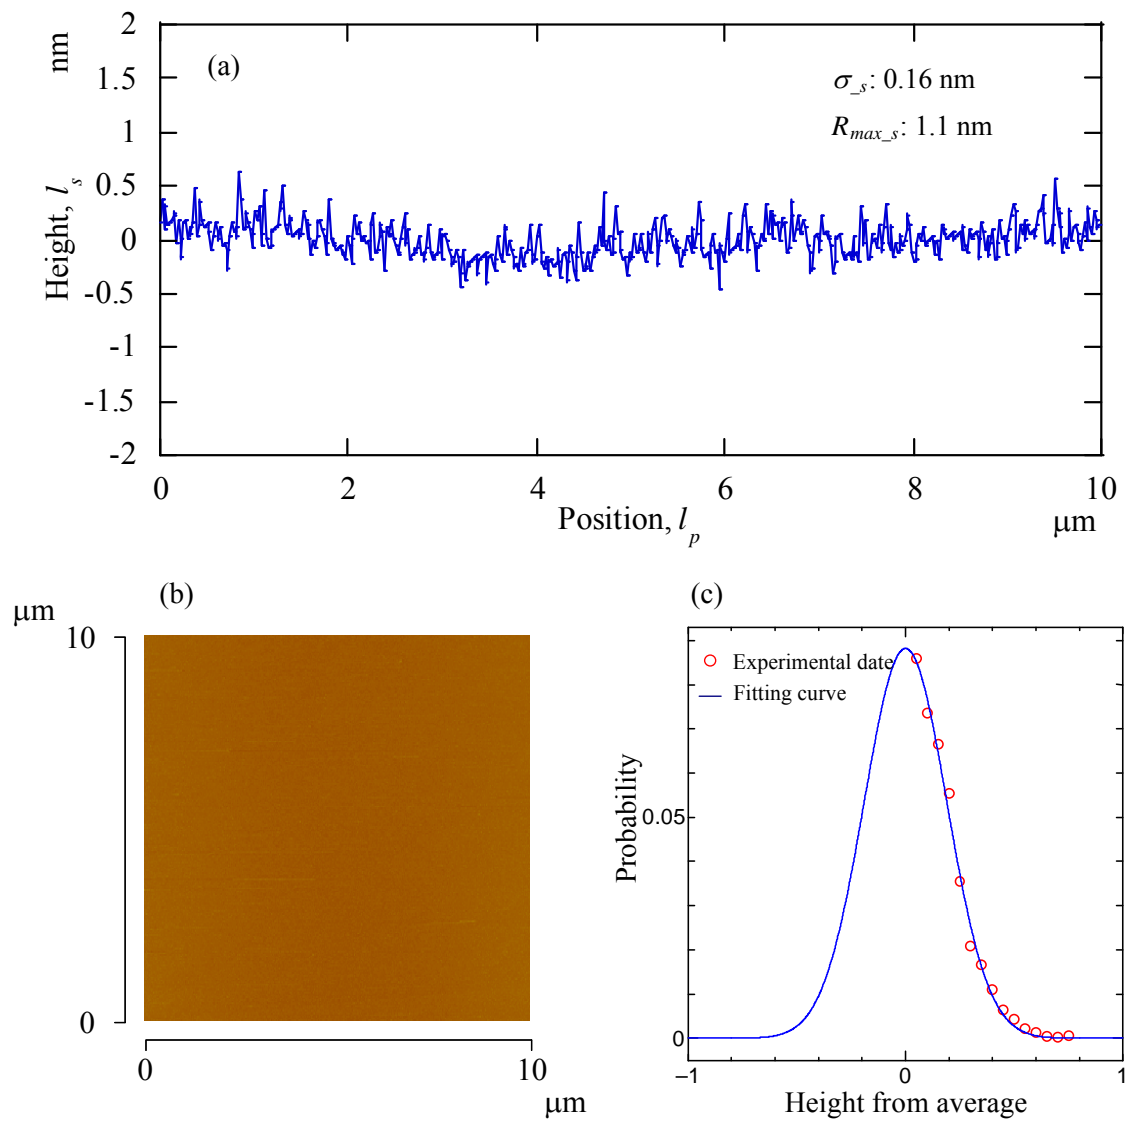 2
nm
(a)
σ_s: 0.16 nm
1.5
R_max_s: 1.1 nm
1
Height, l_s
0.5
0
-0.5
-1
-1.5
-2
0 2 4 6 8 10
Position, l_p
μm
(b)
(c)
μm
10
0
0 10
μm
Experimental date
Fitting curve
Probability
0.05
0
−1 0 1
Height from average